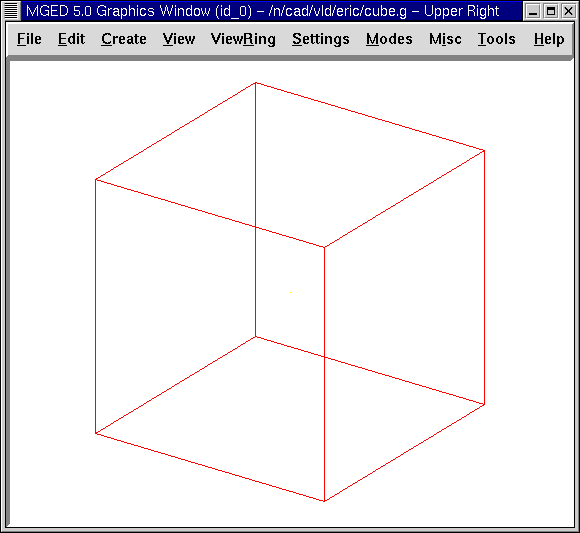 MGED 5.0 Graphics Window (id_0) – /n/cad/vld/eric/cube.g – Upper Right
File Edit Create View ViewRing Settings Modes Misc Tools Help